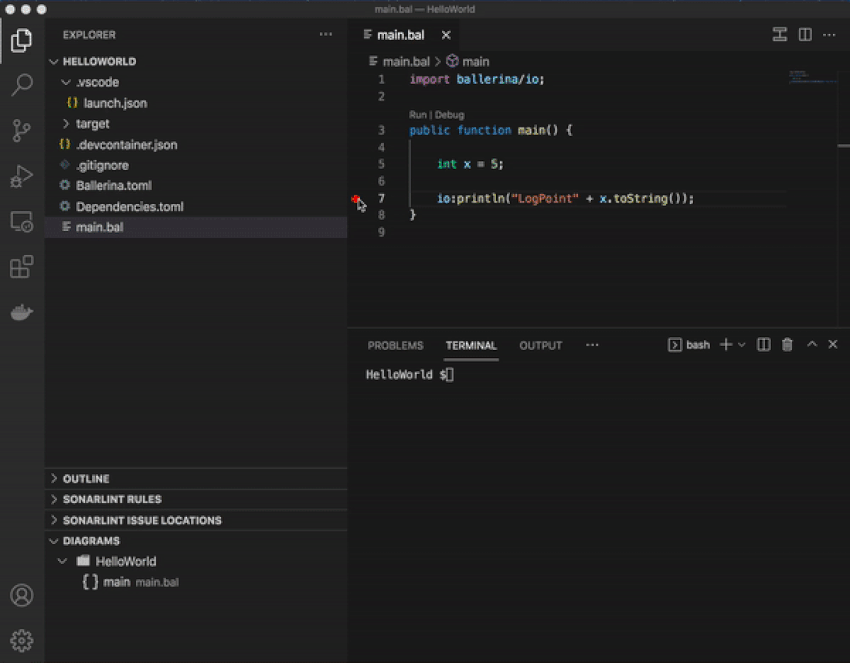 main.bal — HelloWorld
EXPLORER
HELLOWORLD
.vscode
{} launch.json
target
{} .devcontainer.json
.gitignore
Ballerina.toml
Dependencies.toml
main.bal
OUTLINE
SONARLINT RULES
SONARLINT ISSUE LOCATIONS
DIAGRAMS
HelloWorld
{} main main.bal
main.bal
main.bal > main
1 import ballerina/io;
2
Run | Debug
3 public function main() {
4
5 int x = 5;
6
7 io:println("LogPoint" + x.toString());
8 }
9
PROBLEMS TERMINAL OUTPUT ... bash
HelloWorld $